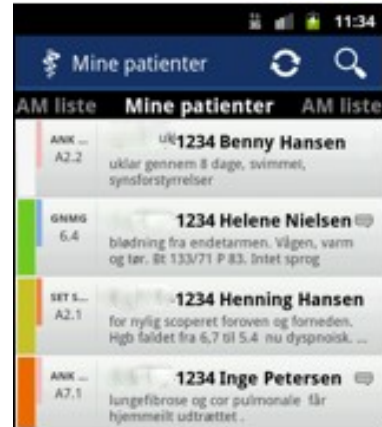 11:34
Mine patienter
AM liste Mine patienter AM liste
ANK ... 1234 Benny Hansen
A2.2
uklar gennem 8 dage, svimmel,
synsforstyrrelser
GNMG 1234 Helene Nielsen
6.4
blødning fra endetarmen. Vågen, varm
og tør. Bt 133/71 P 83. Intet sprog
SET S... 1234 Henning Hansen
A2.1
for nylig scoperet foroven og forneden.
Hgb faldet fra 6,7 til 5.4 nu dyspnoisk. ...
ANK ... 1234 Inge Petersen
A7.1
lungefibrose og cor pulmonale får
hjemmeilt udtrættet .